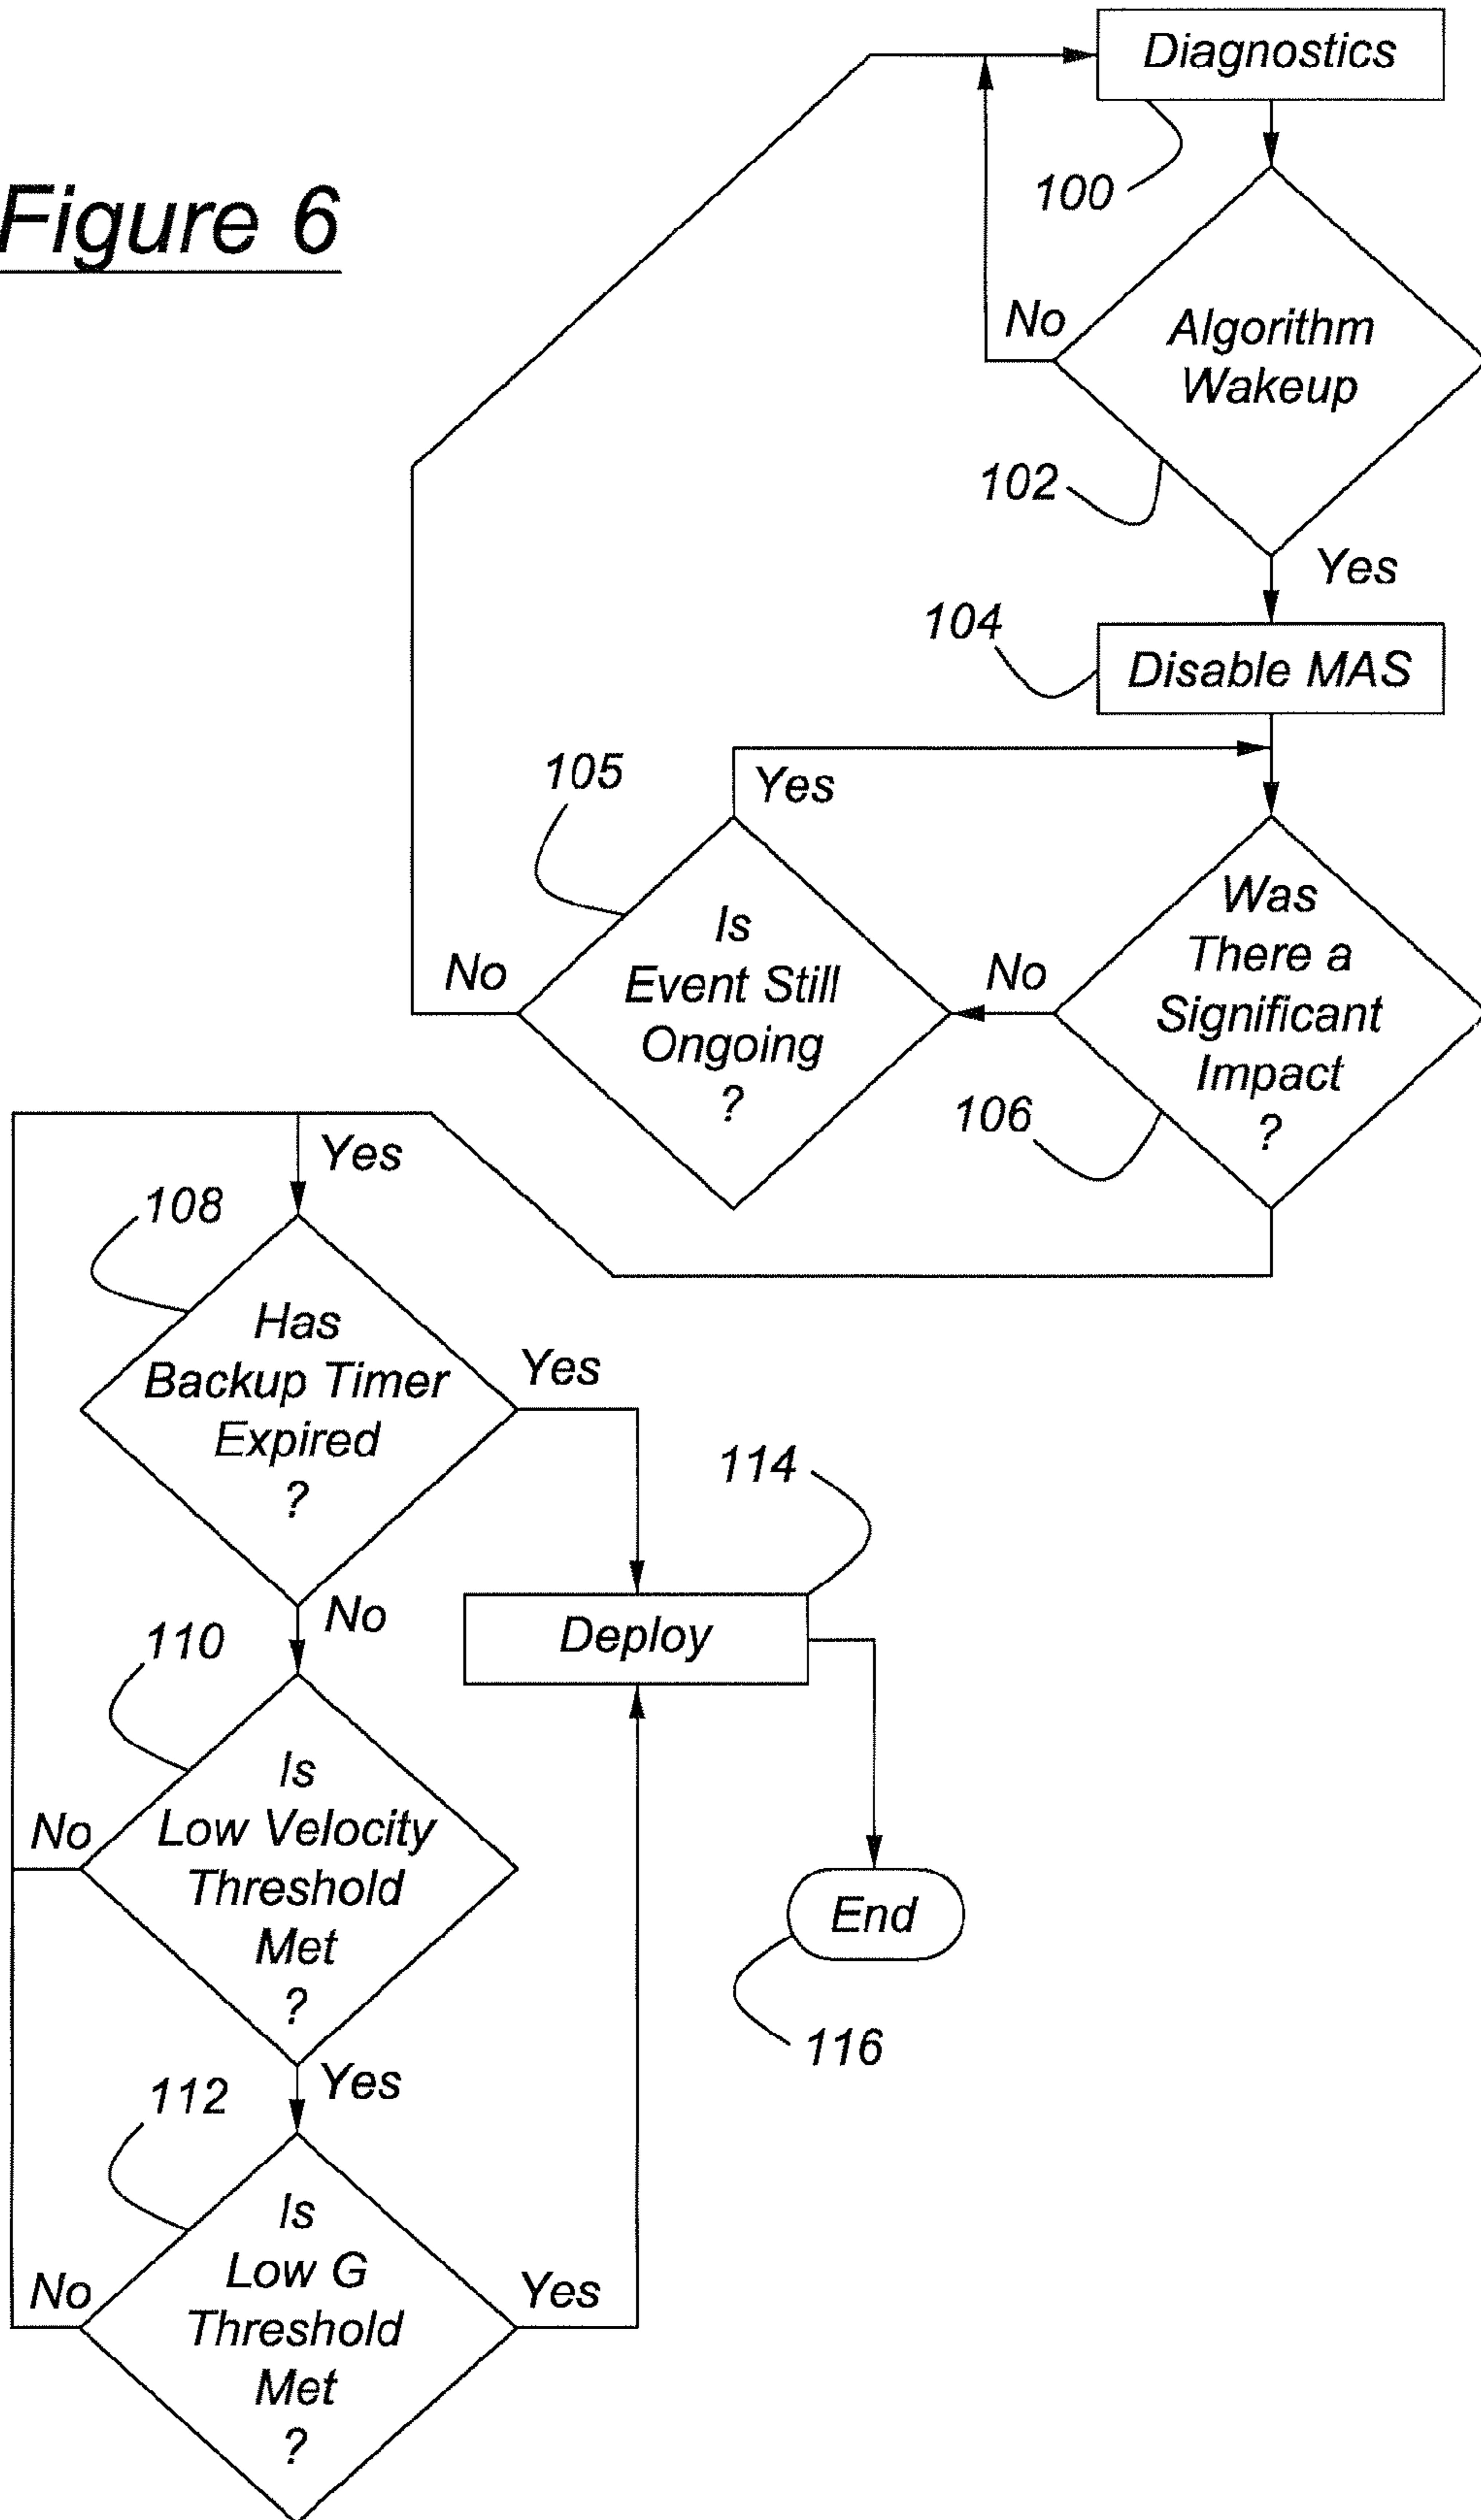 Figure 6
Diagnostics
100
Algorithm
Wakeup
No
102
Yes
104
Disable MAS
105
Yes
Is
Event Still
Ongoing
?
No
No
Was
There a
Significant
Impact
?
106
Yes
108
Has
Backup Timer
Expired
?
Yes
No
114
Deploy
110
Is
Low Velocity
Threshold
Met
?
No
End
116
Yes
112
Is
Low G
Threshold
Met
?
No
Yes